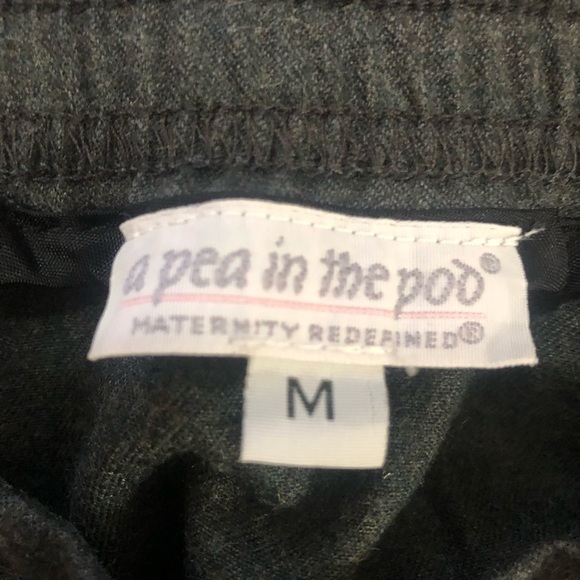 a pea in the pod®
MATERNITY REDEFINED®
M